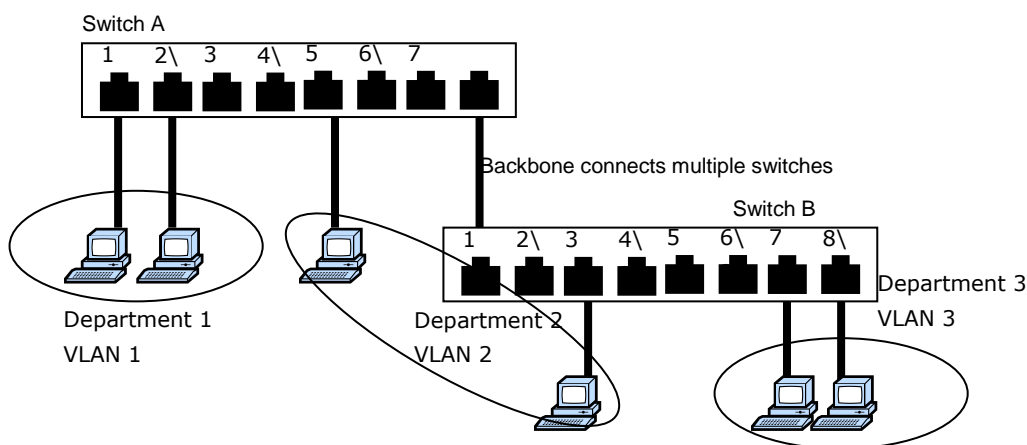 Switch A
1 2\ 3 4\ 5 6\ 7
Backbone connects multiple switches
Switch B
1 2\ 3 4\ 5 6\ 7 8\
Department 1
VLAN 1
Department 2
VLAN 2
Department 3
VLAN 3